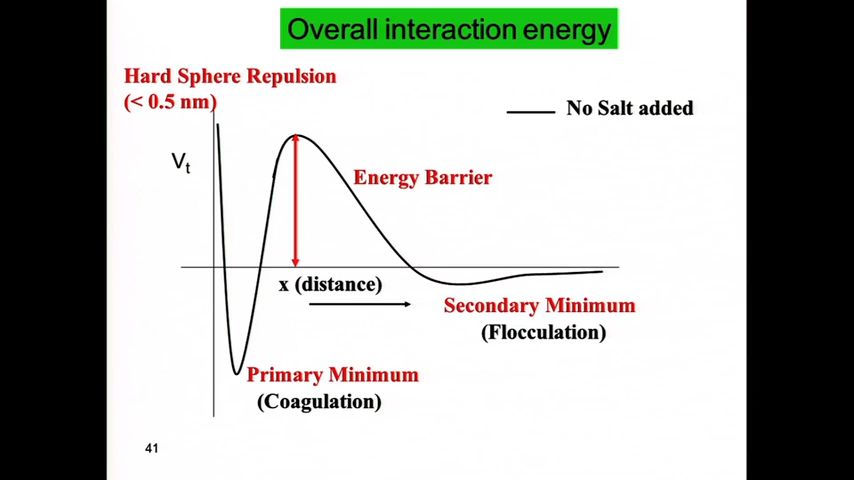 Overall interaction energy
Hard Sphere Repulsion
(< 0.5 nm)
No Salt added
Vt
Energy Barrier
x (distance)
Secondary Minimum
(Flocculation)
Primary Minimum
(Coagulation)
41